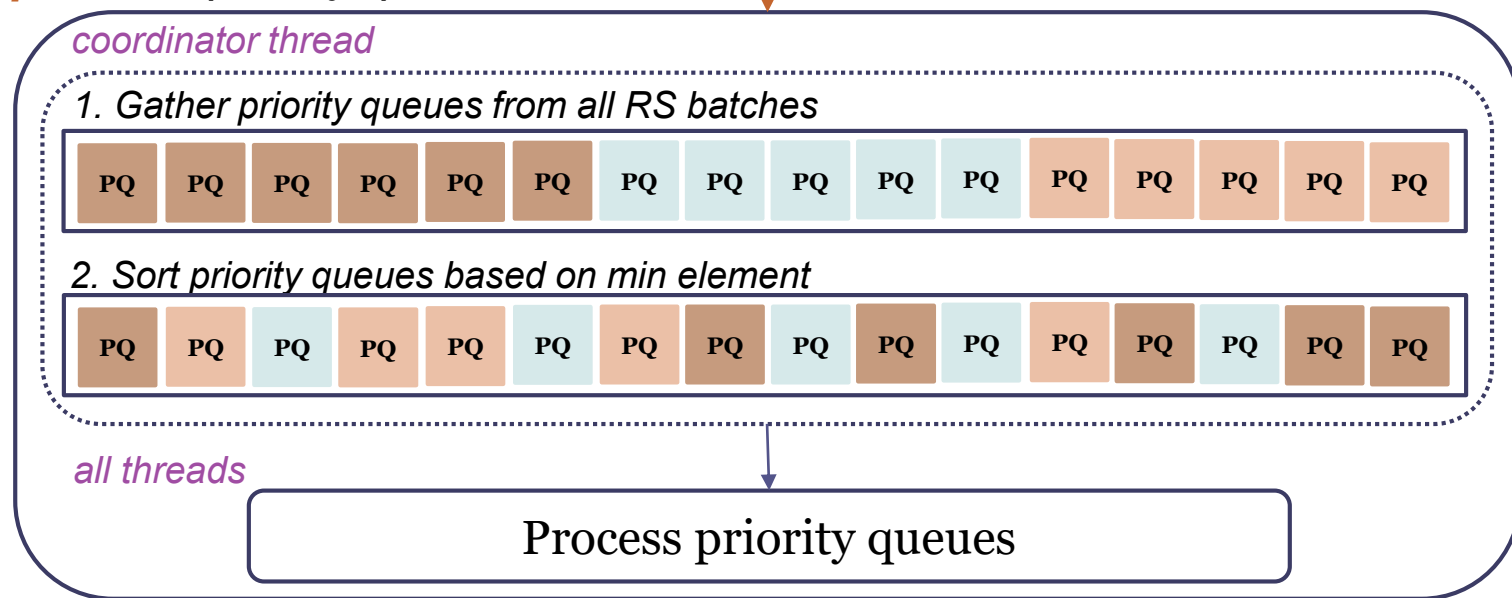 coordinator thread
1. Gather priority queues from all RS batches
PQ PQ PQ PQ PQ PQ PQ PQ PQ PQ PQ PQ PQ PQ PQ PQ
2. Sort priority queues based on min element
PQ PQ PQ PQ PQ PQ PQ PQ PQ PQ PQ PQ PQ PQ PQ PQ
all threads
Process priority queues